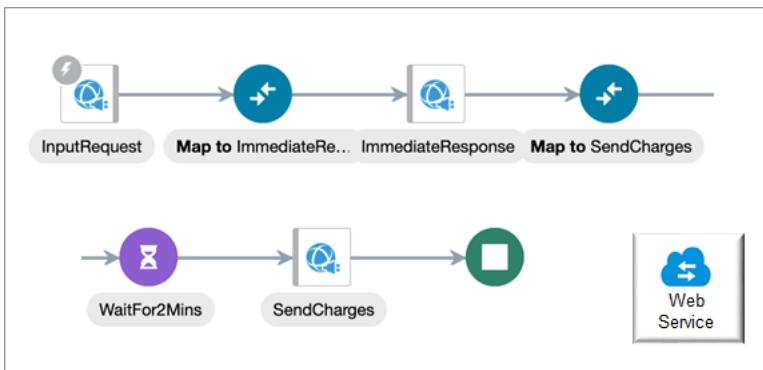 InputRequest
Map to ImmediateRe...
ImmediateResponse
Map to SendCharges
WaitFor2Mins
SendCharges
Web
Service